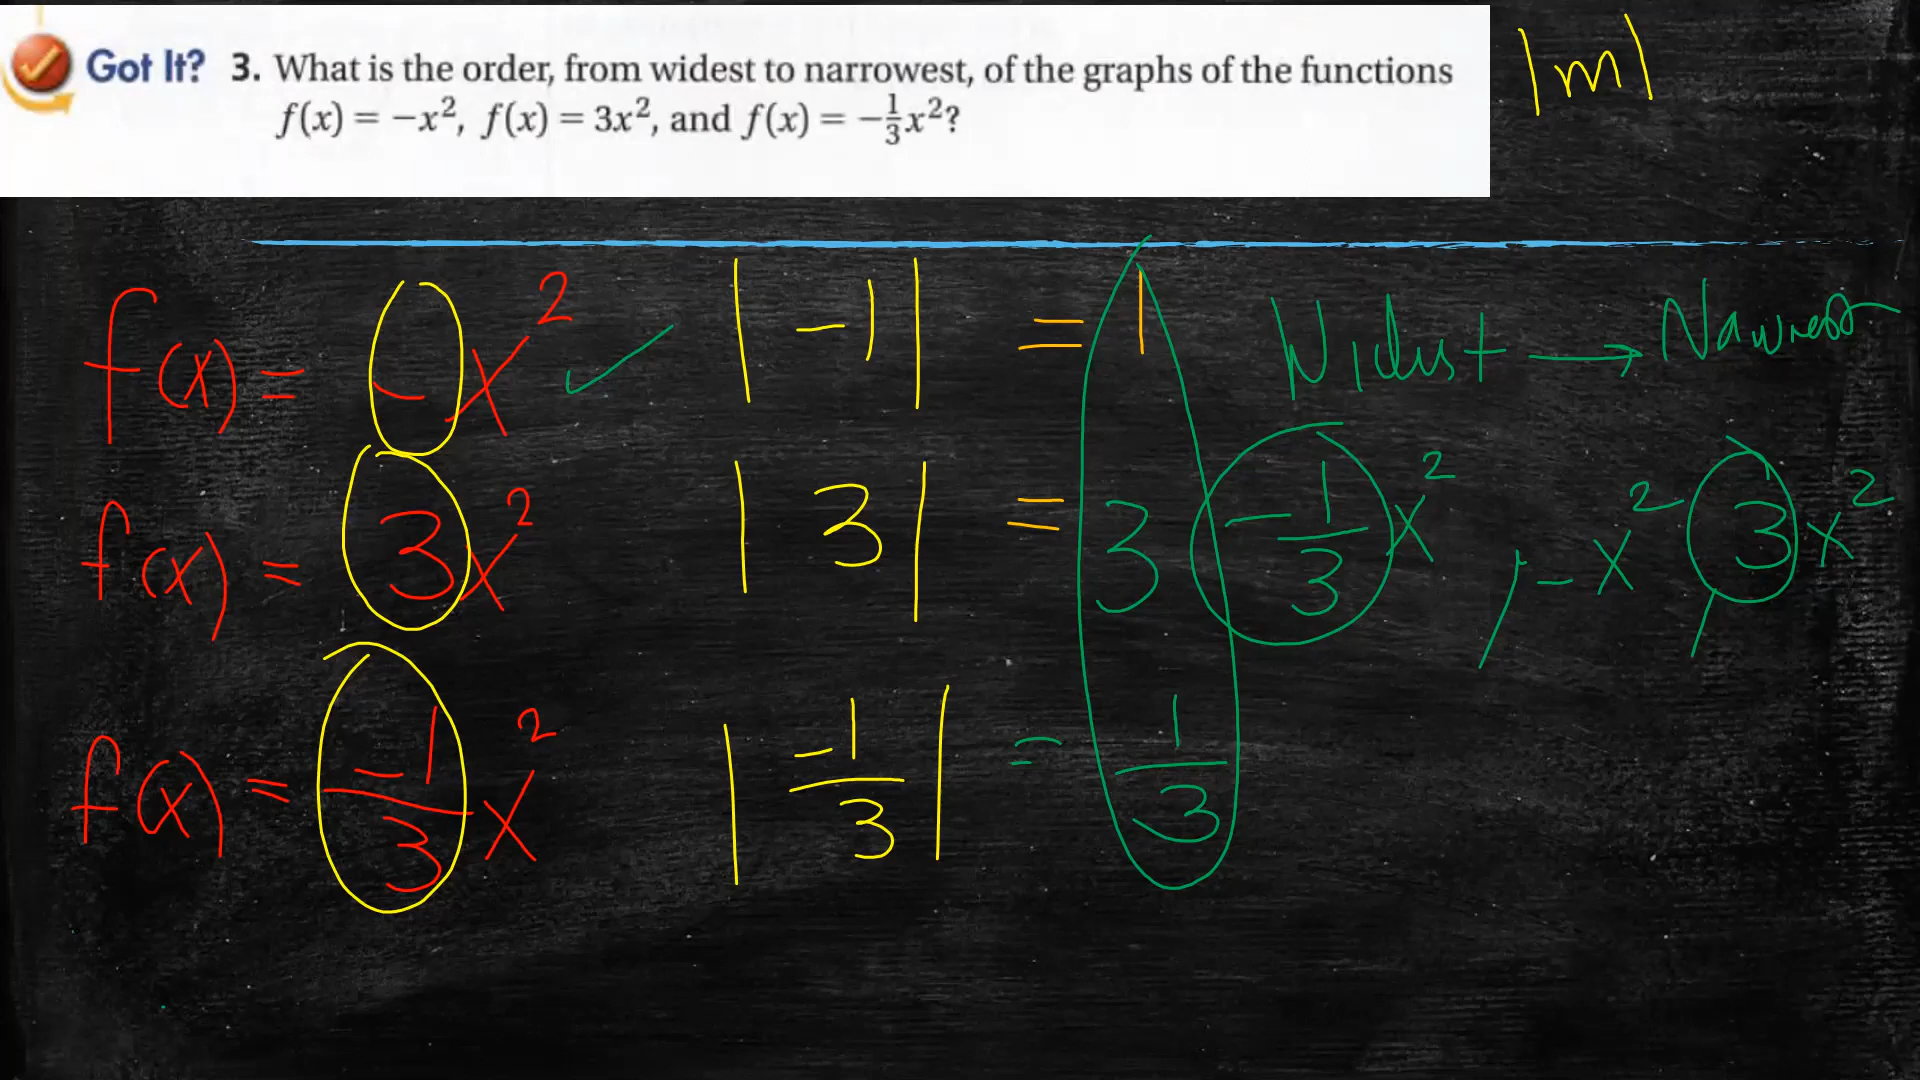 Got It? 3. What is the order, from widest to narrowest, of the graphs of the functions
f(x) = −x², f(x) = 3x², and f(x) = −⅓x²?
|m|
f(x) = −x² |−1| = 1
Widest → Narrest
f(x) = 3x² |3| = 3
−1/3 x², −x², 3x²
f(x) = −1/3 x² |−1/3| = 1/3